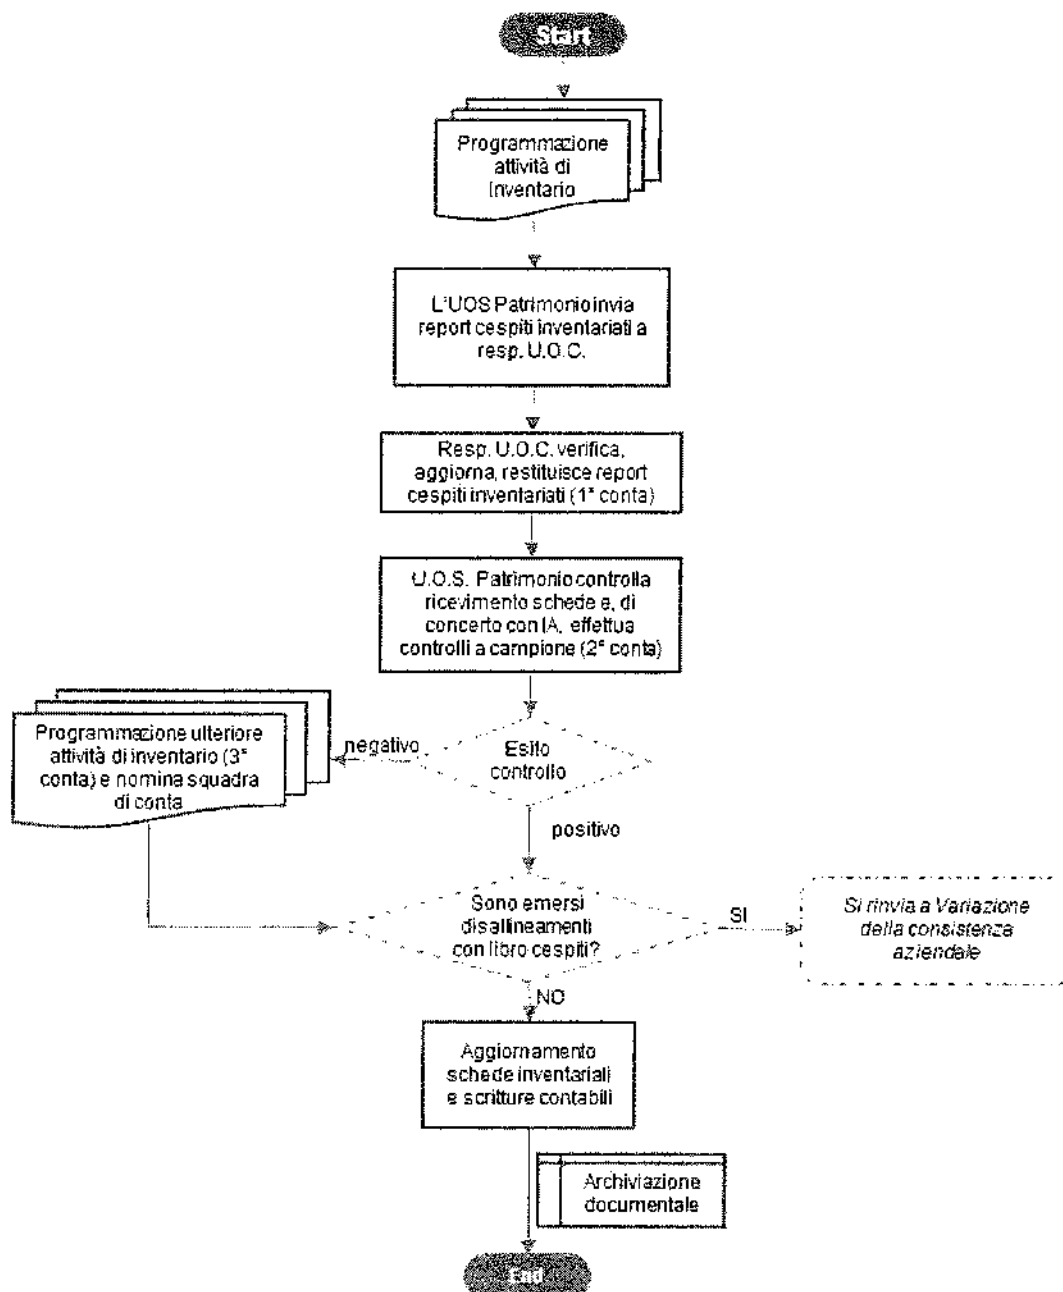 Start
Programmazione
attività di
Inventario
L'UOS Patrimonio invia
report cespiti inventariati a
resp. U.O.C.
Resp. U.O.C. verifica,
aggiorna, restituisce report
cespiti inventariati (1ª conta)
U.O.S. Patrimonio controlla
ricevimento schede e, di
concerto con IA, effettua
controlli a campione (2ª conta)
Esito
controllo
negativo
Programmazione ulteriore
attività di inventario (3ª
conta) e nomina squadra
di conta
positivo
Sono emersi
disallineamenti
con libro cespiti?
SI
Si rinvia a Variazione
della consistenza
aziendale
NO
Aggiornamento
schede inventariali
e scritture contabili
Archiviazione
documentale
End